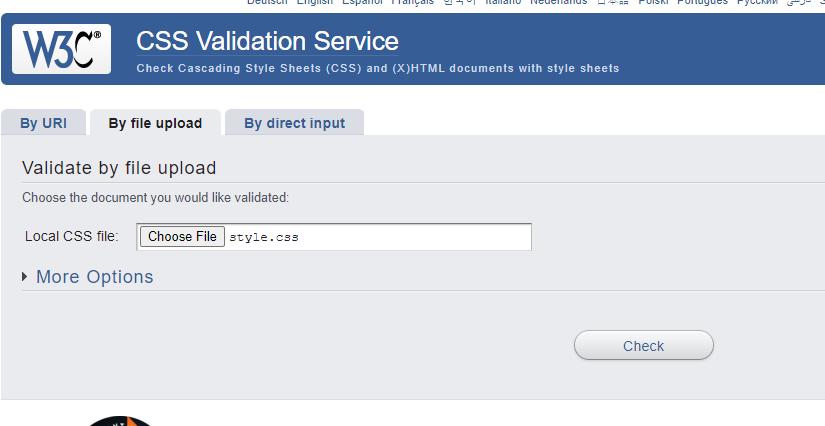 Deutsch English Español Français 한국어 Italiano Nederlands 日本語 Polski Português Русский فارسی
W3C®
CSS Validation Service
Check Cascading Style Sheets (CSS) and (X)HTML documents with style sheets
By URI By file upload By direct input
Validate by file upload
Choose the document you would like validated:
Local CSS file: Choose File style.css
More Options
Check